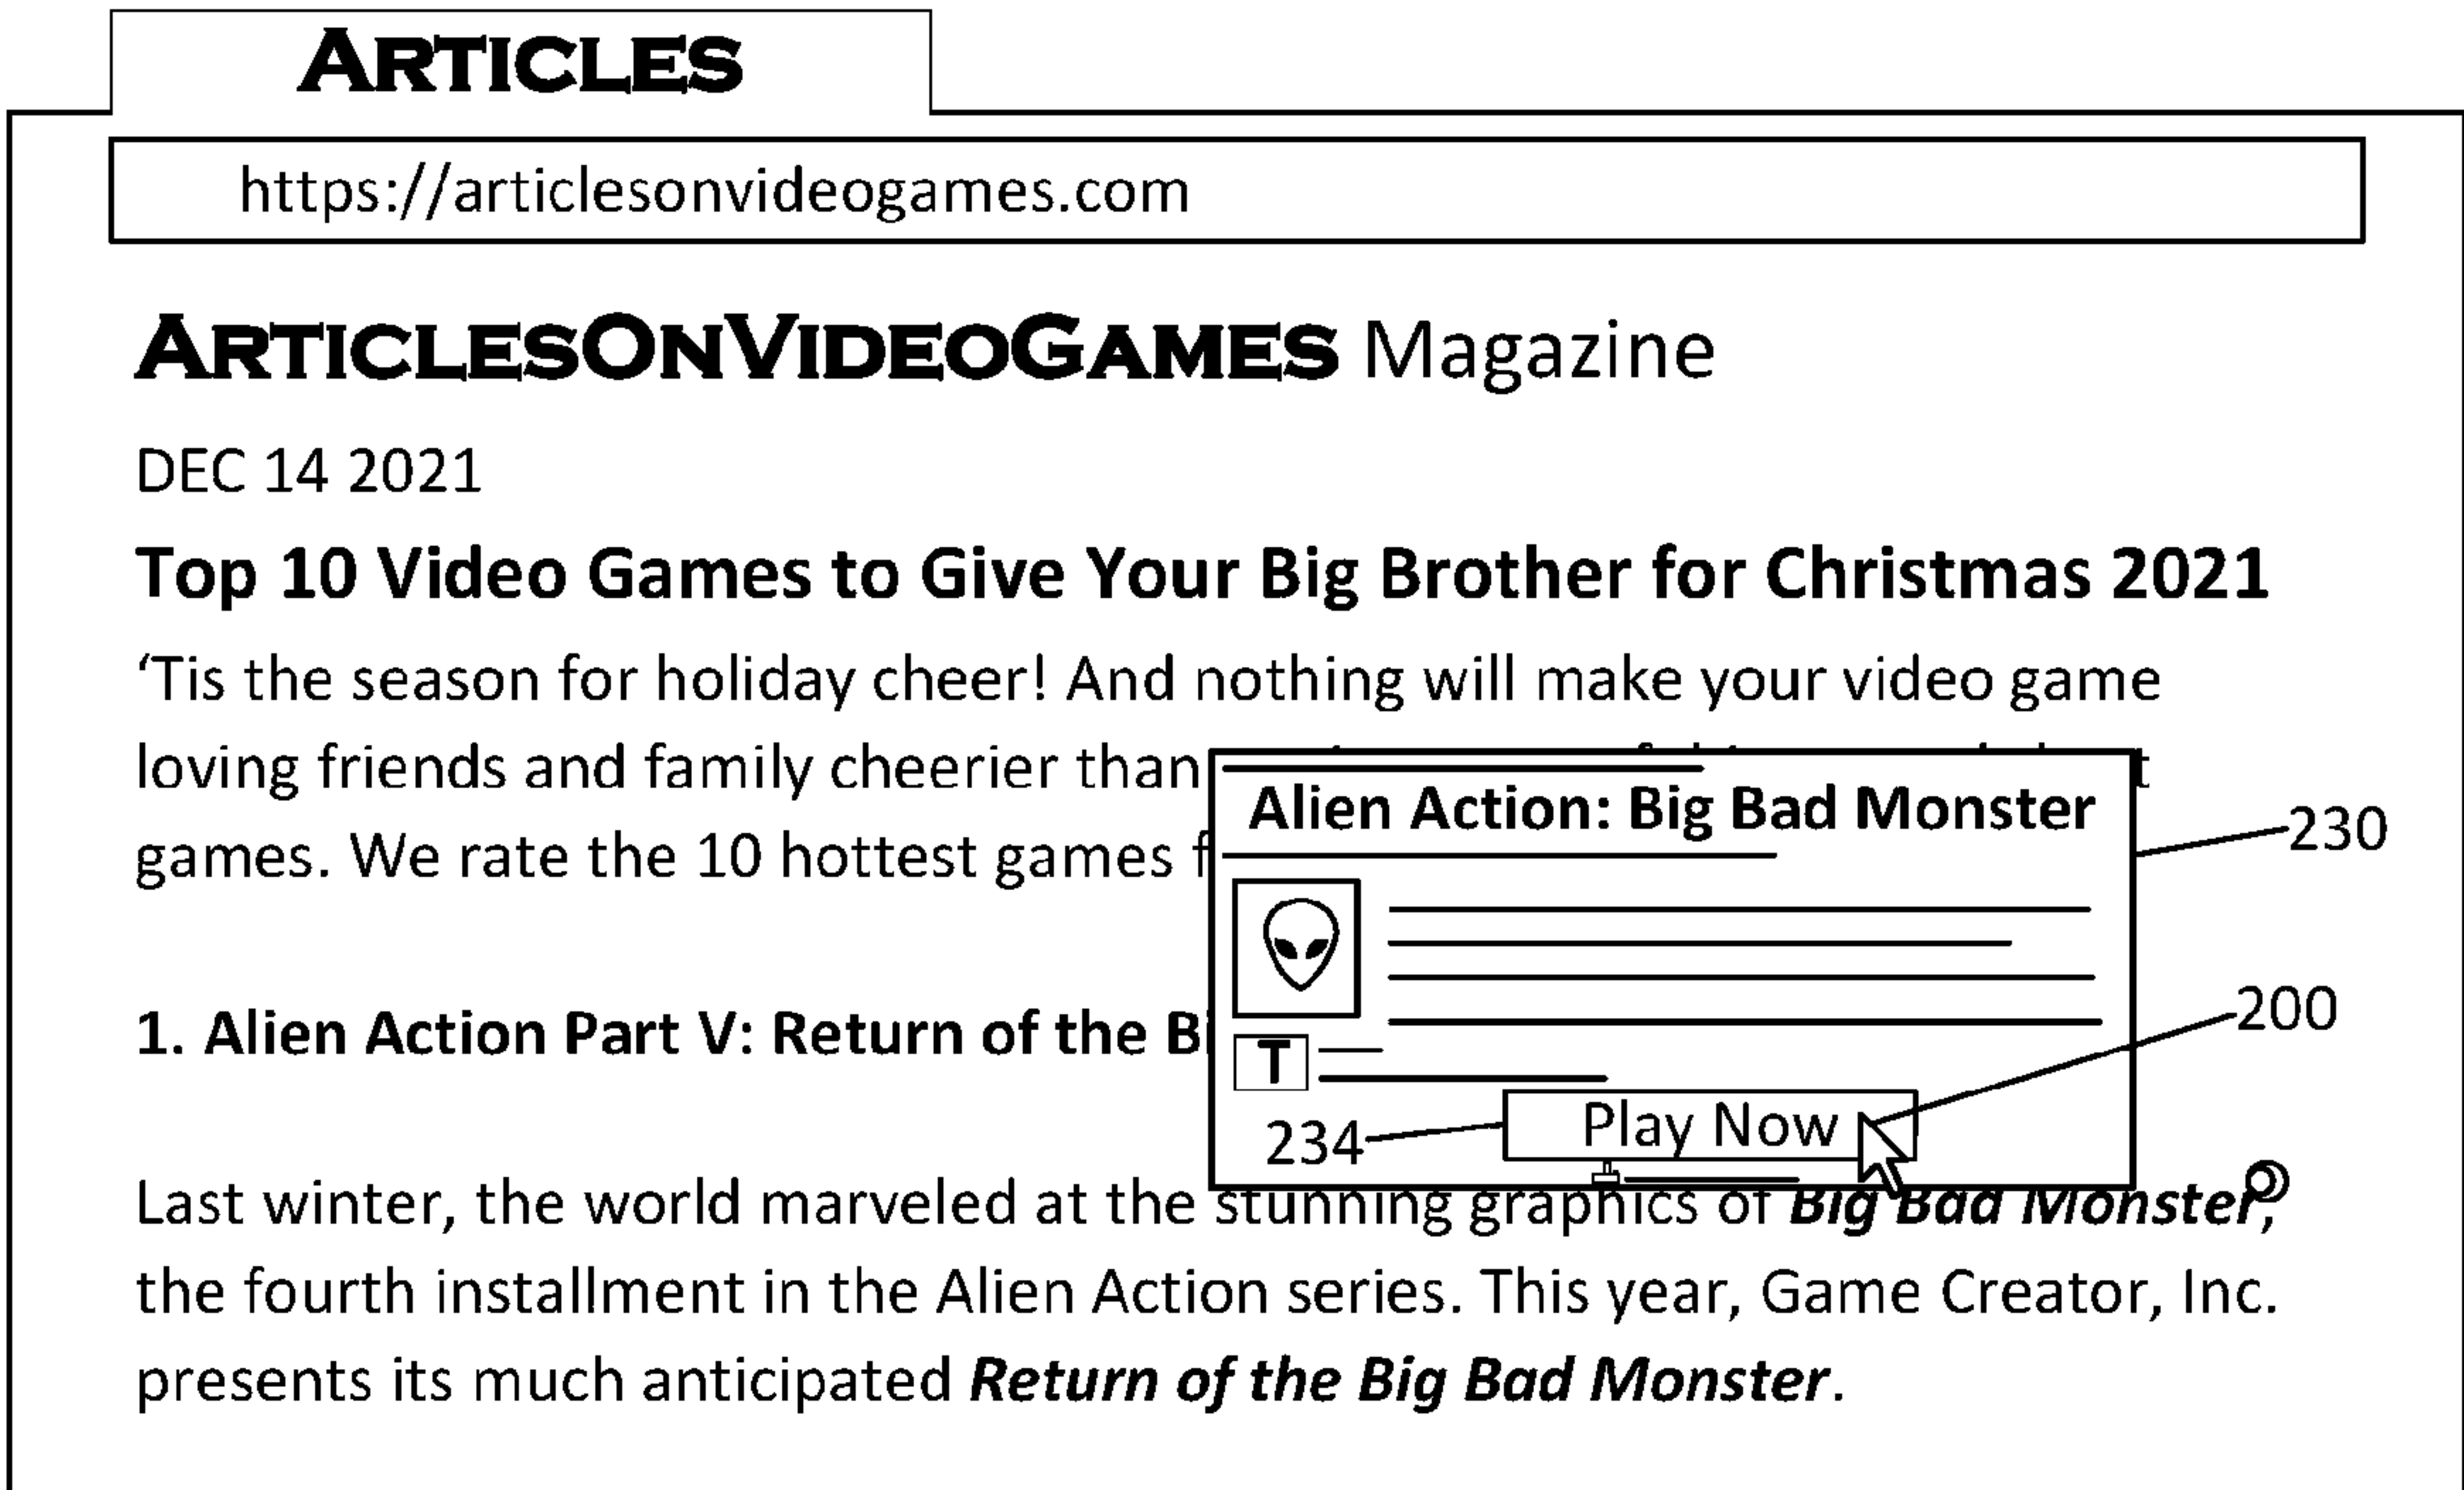 ARTICLES
https://articlesonvideogames.com
ARTICLESONVIDEOGAMES Magazine
DEC 14 2021
Top 10 Video Games to Give Your Big Brother for Christmas 2021
‘Tis the season for holiday cheer! And nothing will make your video game
loving friends and family cheerier than
games. We rate the 10 hottest games
Alien Action: Big Bad Monster
230
200
1. Alien Action Part V: Return of the
T
Play Now
234
Last winter, the world marveled at the stunning graphics of Big Bad Monster,
the fourth installment in the Alien Action series. This year, Game Creator, Inc.
presents its much anticipated Return of the Big Bad Monster.